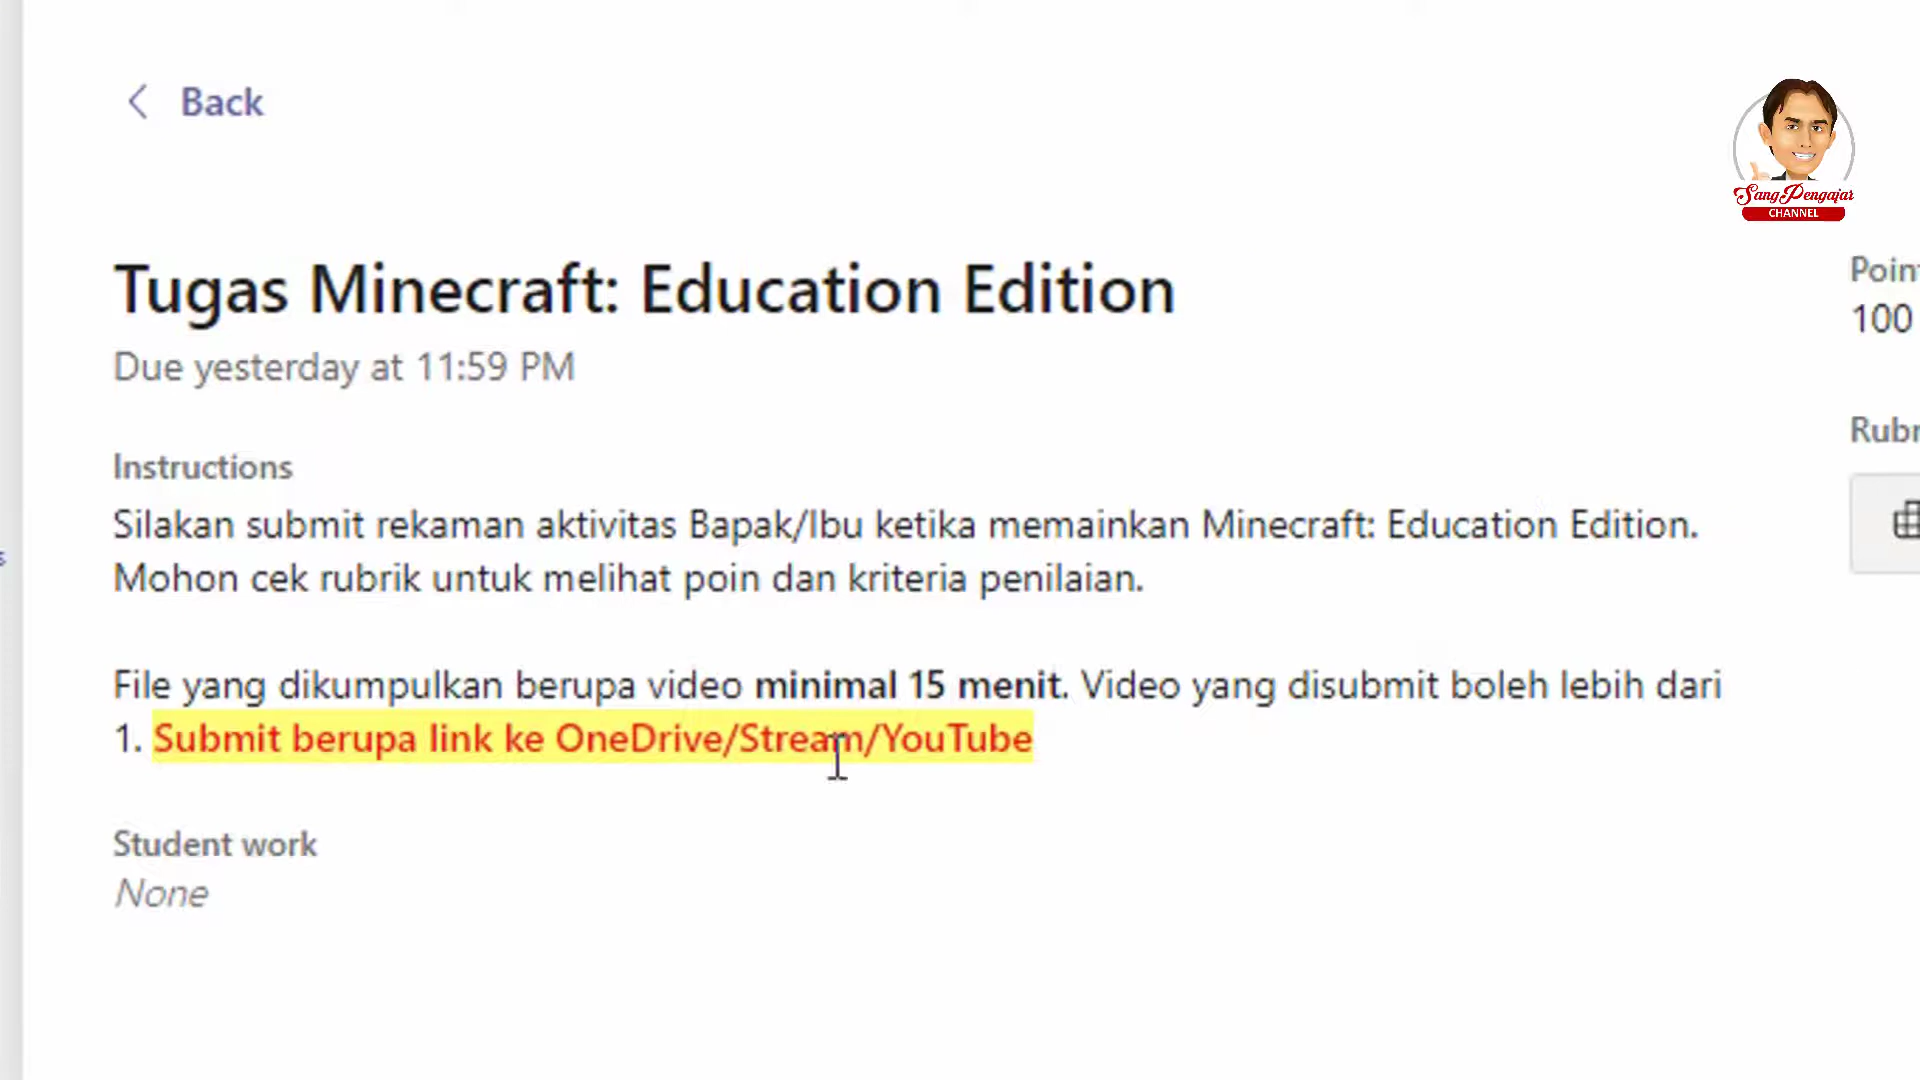 Back
Sang Pengajar
CHANNEL
Tugas Minecraft: Education Edition
Due yesterday at 11:59 PM
100
Instructions
Silakan submit rekaman aktivitas Bapak/Ibu ketika memainkan Minecraft: Education Edition.
Mohon cek rubrik untuk melihat poin dan kriteria penilaian.
File yang dikumpulkan berupa video minimal 15 menit. Video yang disubmit boleh lebih dari
1. Submit berupa link ke OneDrive/Stream/YouTube
Student work
None